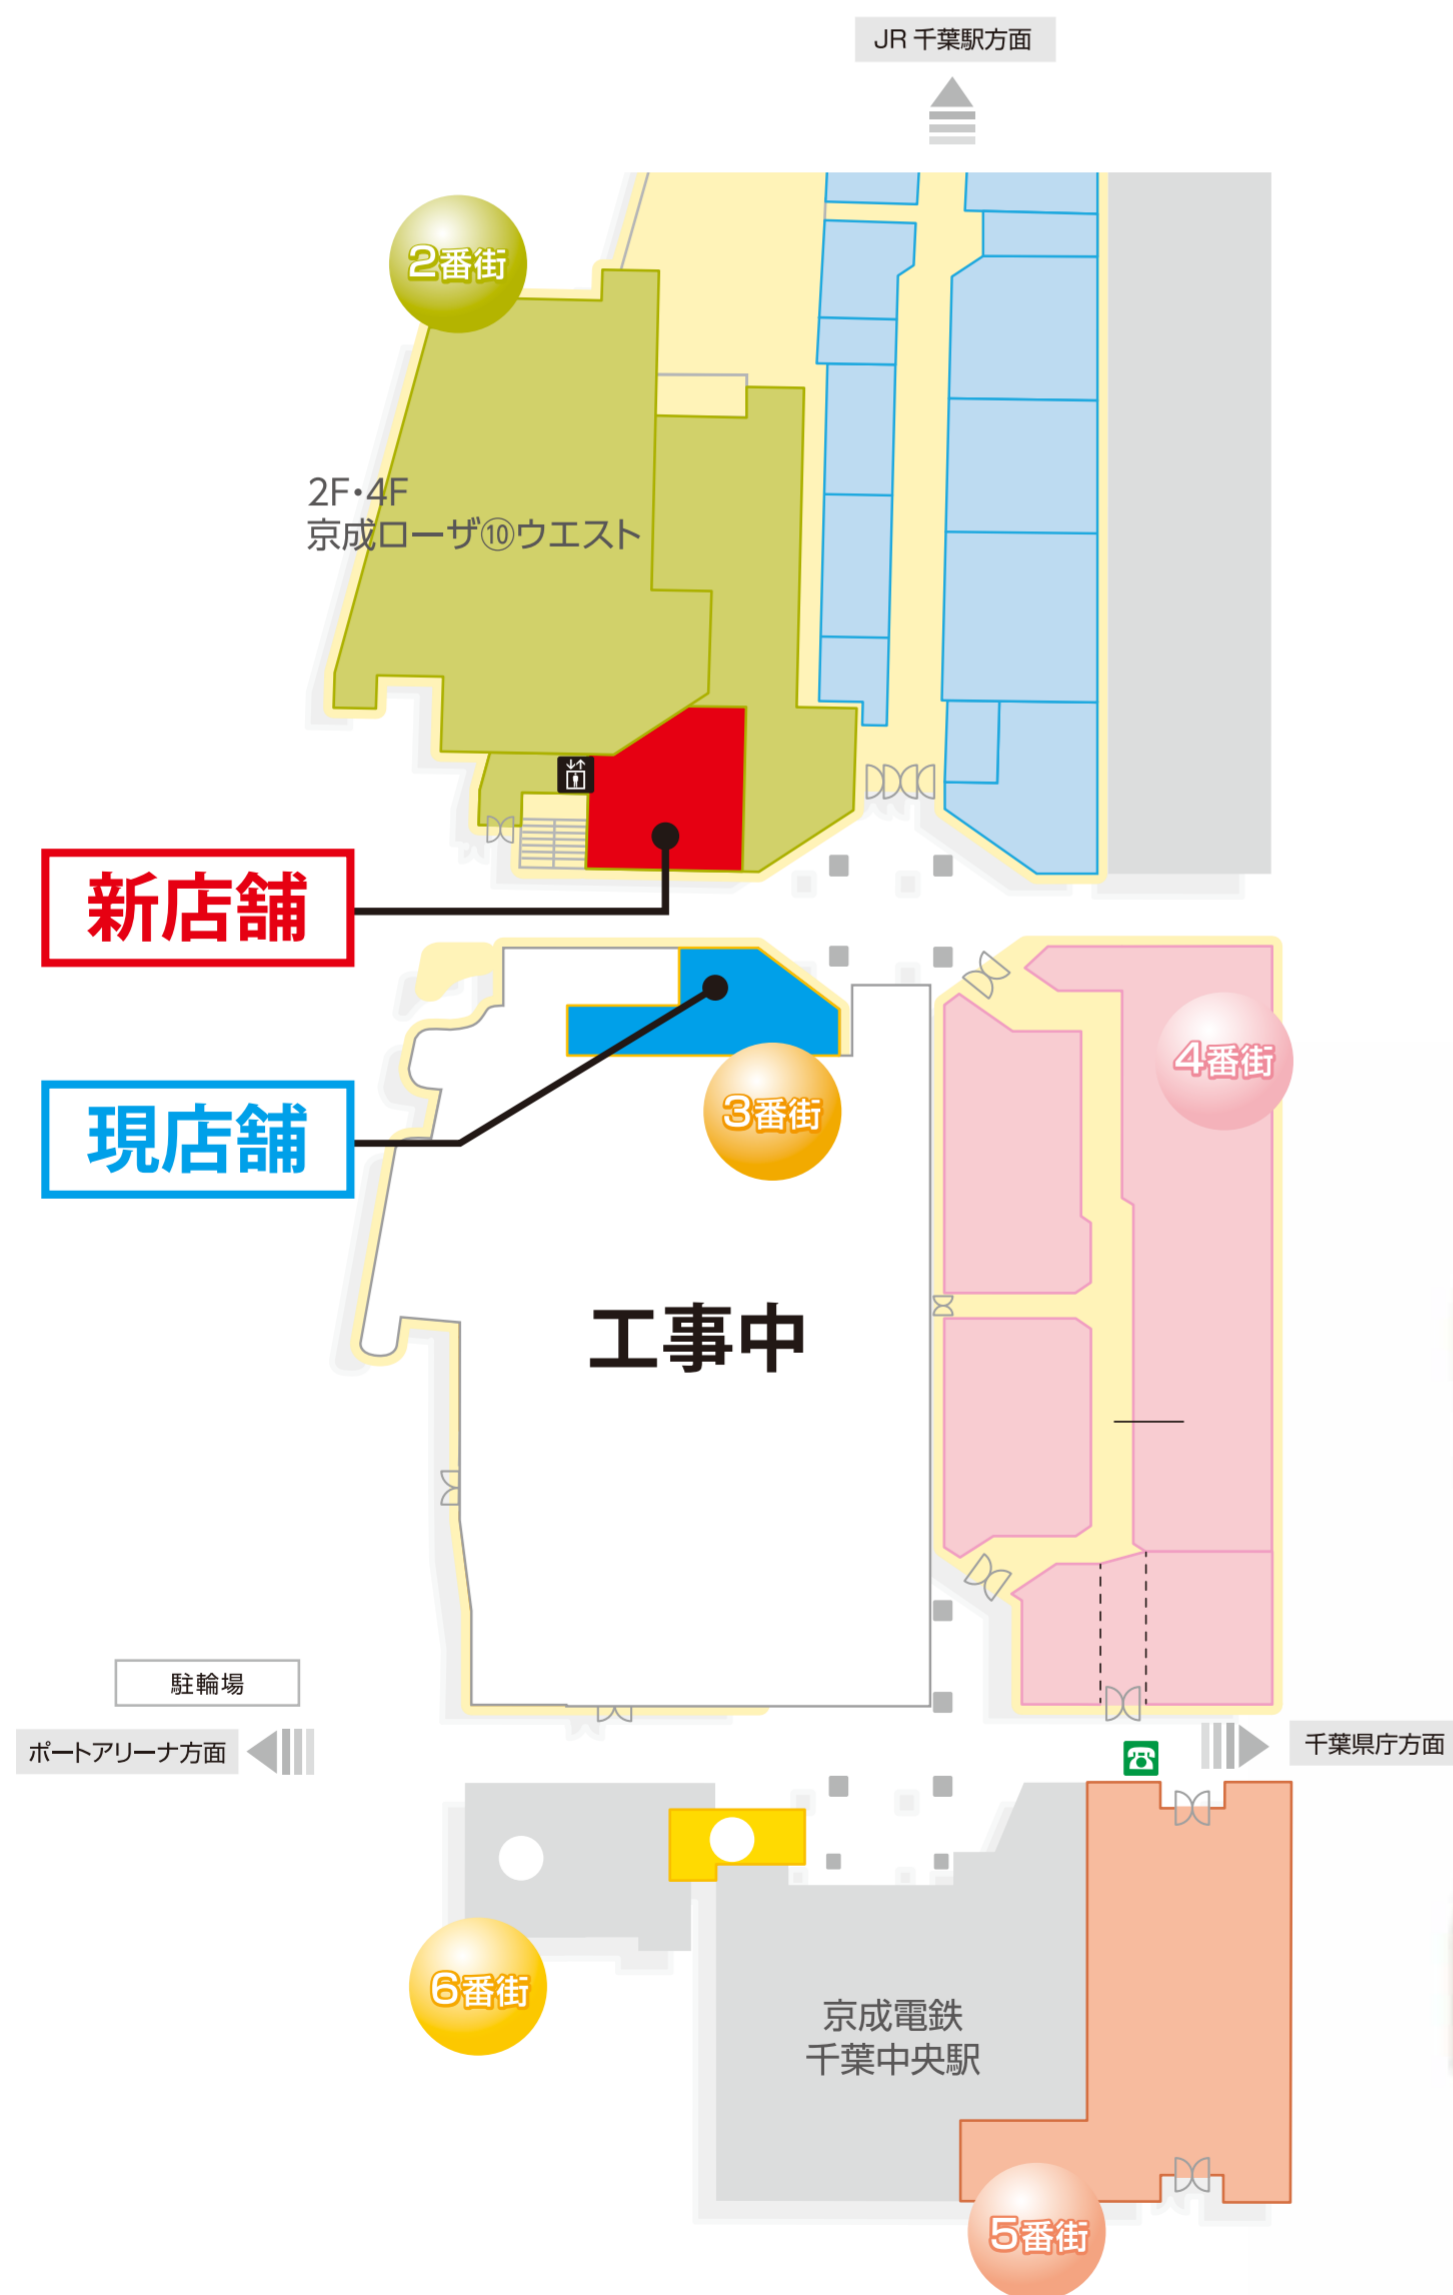 JR 千葉駅方面
2番街
2F・4F
京成ローザ⑩ウエスト
新店舗
現店舗
3番街
4番街
工事中
駐輪場
ポートアリーナ方面
千葉県庁方面
6番街
京成電鉄
千葉中央駅
5番街